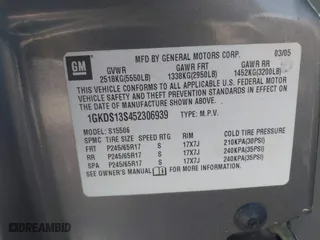 GM
MFD BY GENERAL MOTORS CORP. 03/05
GVWR GAWR FRT GAWR RR
2518KG(5550LB) 1338KG(2950LB) 1452KG(3200LB)
THIS VEHICLE CONFORMS TO ALL APPLICABLE U.S. FEDERAL MOTOR
VEHICLE SAFETY AND THEFT PREVENTION STANDARDS IN EFFECT ON
THE DATE OF MANUFACTURE SHOWN ABOVE.
1GKDS13S452306939 TYPE: M.P.V.
MODEL: S15506
SPMC TIRE SIZE SPEED RTG RIM COLD TIRE PRESSURE
FRT P245/65R17 S 17X7J 210KPA(30PSI)
RR P245/65R17 S 17X7J 240KPA(35PSI)
SPA P245/65R17 S 17X7J 240KPA(35PSI)
SEE OWNER'S MANUAL FOR ADDITIONAL INFORMATION
DREAMBID